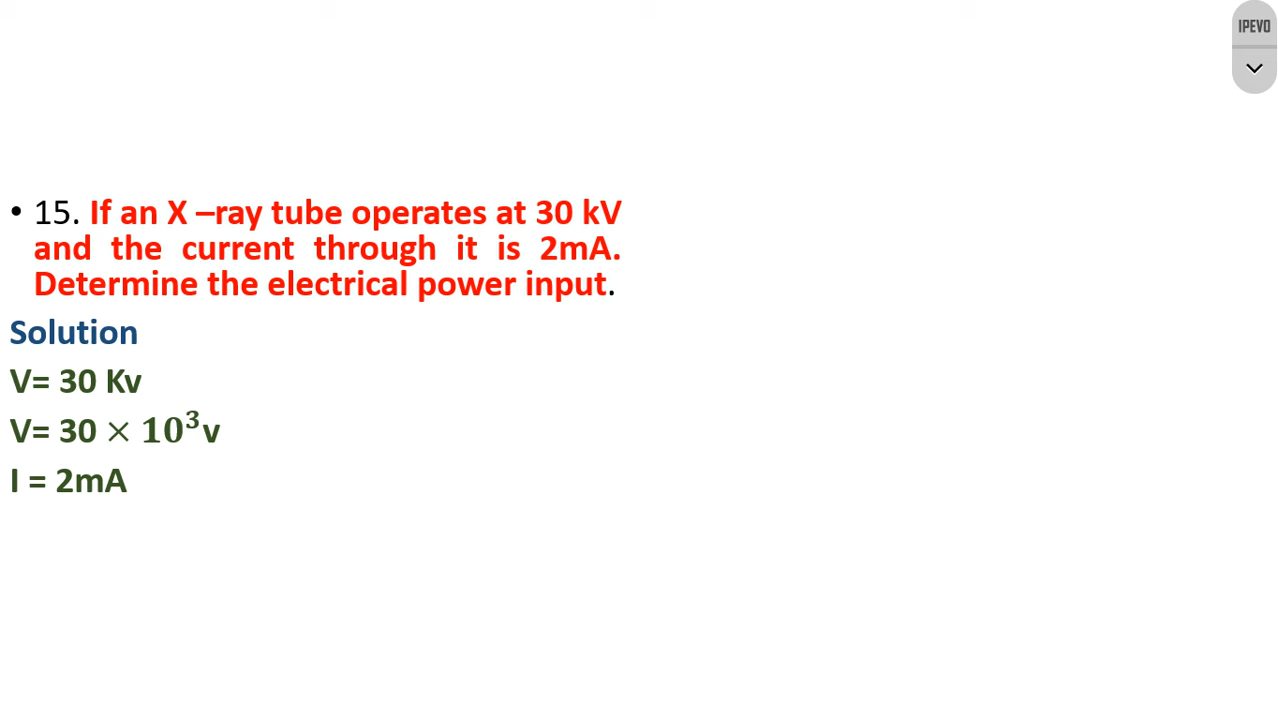 IPEVO
• 15. If an X –ray tube operates at 30 kV
and the current through it is 2mA.
Determine the electrical power input.
Solution
V= 30 Kv
V= 30 × 10³v
I = 2mA